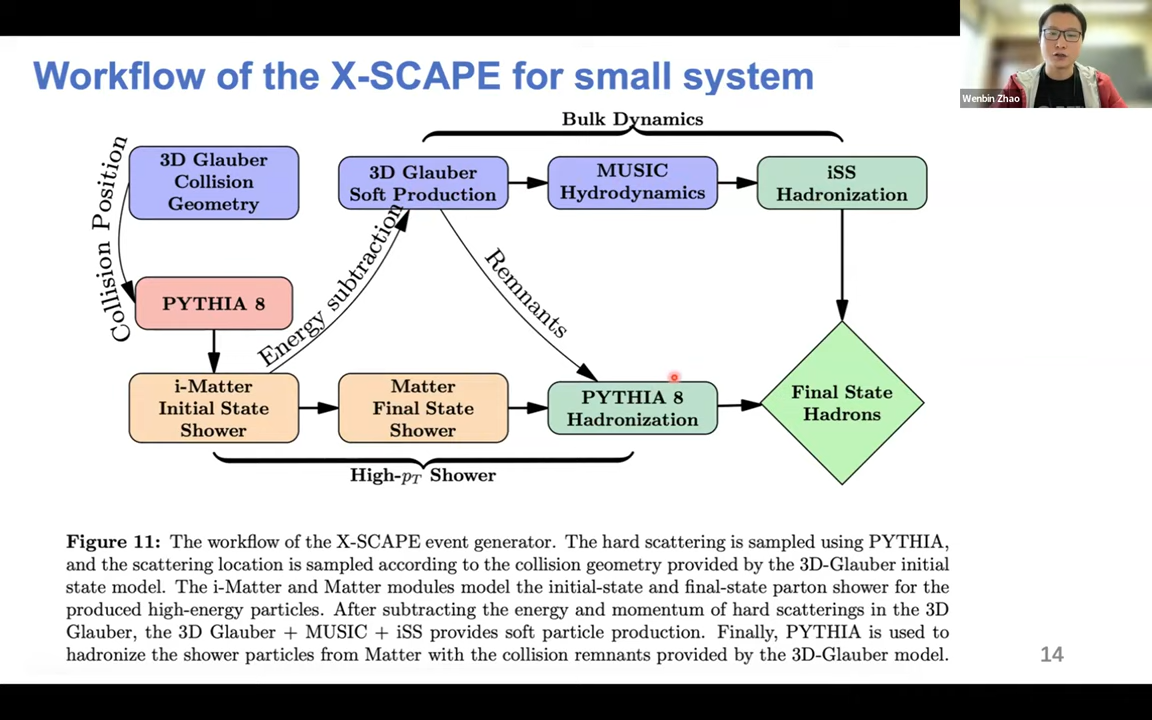 Workflow of the X-SCAPE for small system
Wenbin Zhao
Bulk Dynamics
Collision Position
3D Glauber
Collision
Geometry
3D Glauber
Soft Production
MUSIC
Hydrodynamics
iSS
Hadronization
Energy subtraction
Remnants
PYTHIA 8
i-Matter
Initial State
Shower
Matter
Final State
Shower
PYTHIA 8
Hadronization
Final State
Hadrons
High-pT Shower
Figure 11: The workflow of the X-SCAPE event generator. The hard scattering is sampled using PYTHIA,
and the scattering location is sampled according to the collision geometry provided by the 3D-Glauber initial
state model. The i-Matter and Matter modules model the initial-state and final-state parton shower for the
produced high-energy particles. After subtracting the energy and momentum of hard scatterings in the 3D
Glauber, the 3D Glauber + MUSIC + iSS provides soft particle production. Finally, PYTHIA is used to
hadronize the shower particles from Matter with the collision remnants provided by the 3D-Glauber model.
14